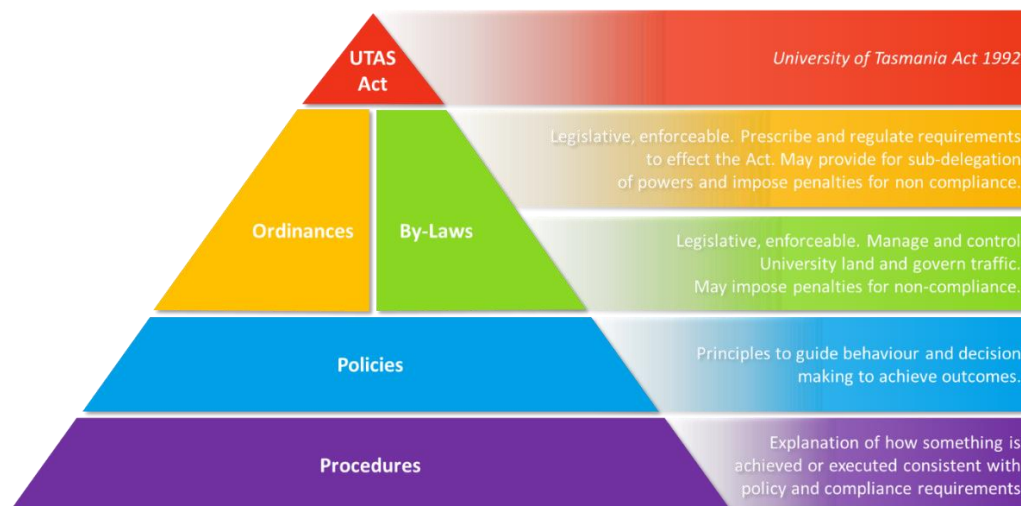 UTAS
Act
University of Tasmania Act 1992
Legislative, enforceable. Prescribe and regulate requirements
to effect the Act. May provide for sub-delegation
of powers and impose penalties for non compliance.
Ordinances
By-Laws
Legislative, enforceable. Manage and control
University land and govern traffic.
May impose penalties for non-compliance.
Policies
Principles to guide behaviour and decision
making to achieve outcomes.
Procedures
Explanation of how something is
achieved or executed consistent with
policy and compliance requirements